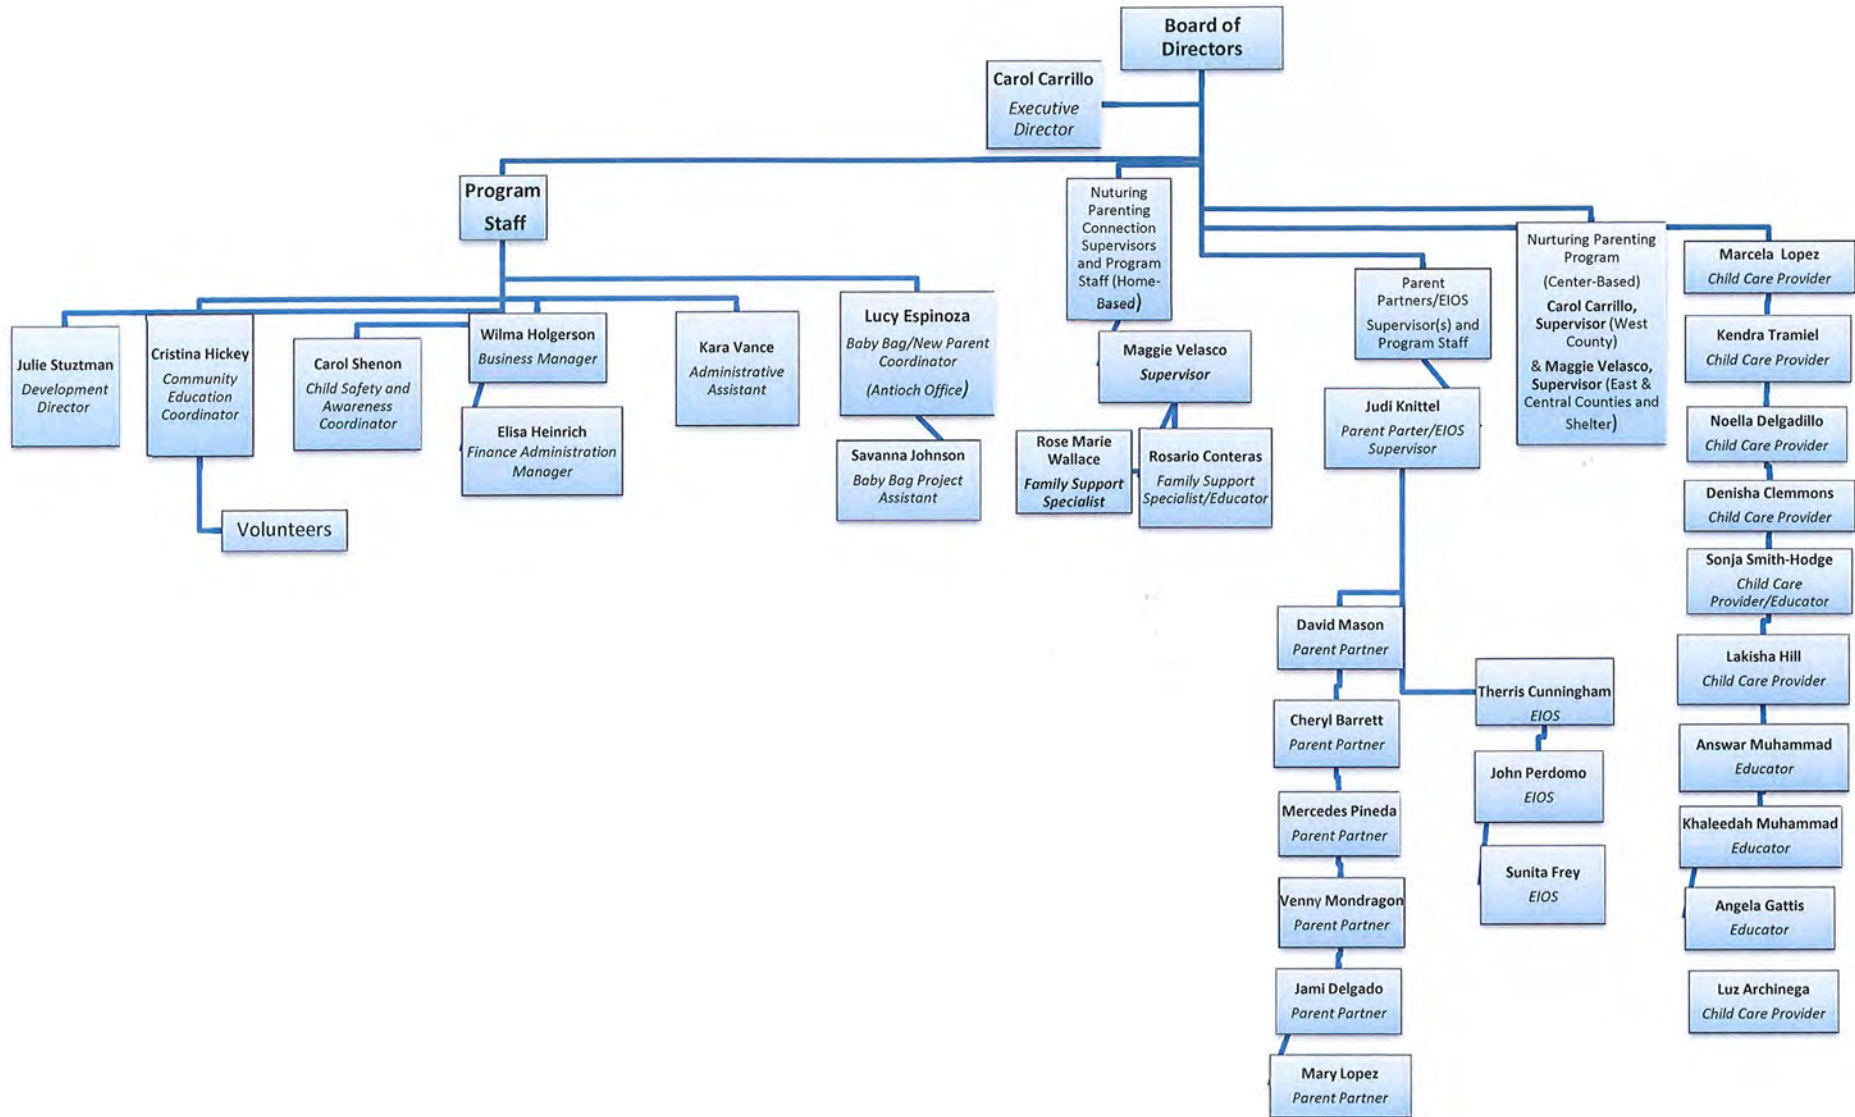 Board of
Directors
Carol Carrillo
Executive
Director
Program
Staff
Julie Stuztman
Development
Director
Cristina Hickey
Community
Education
Coordinator
Volunteers
Carol Shenon
Child Safety and
Awareness
Coordinator
Wilma Holgerson
Business Manager
Elisa Heinrich
Finance Administration
Manager
Kara Vance
Administrative
Assistant
Lucy Espinoza
Baby Bag/New Parent
Coordinator
(Antioch Office)
Savanna Johnson
Baby Bag Project
Assistant
Nuturing
Parenting
Connection
Supervisors
and Program
Staff (Home-
Based)
Maggie Velasco
Supervisor
Rose Marie
Wallace
Family Support
Specialist
Rosario Conteras
Family Support
Specialist/Educator
Parent
Partners/EIOS
Supervisor(s) and
Program Staff
Judi Knittel
Parent Parter/EIOS
Supervisor
David Mason
Parent Partner
Cheryl Barrett
Parent Partner
Mercedes Pineda
Parent Partner
Venny Mondragon
Parent Partner
Jami Delgado
Parent Partner
Mary Lopez
Parent Partner
Therris Cunningham
EIOS
John Perdomo
EIOS
Sunita Frey
EIOS
Nurturing Parenting
Program
(Center-Based)
Carol Carrillo,
Supervisor (West
County)
& Maggie Velasco,
Supervisor (East &
Central Counties and
Shelter)
Marcela Lopez
Child Care Provider
Kendra Tramiel
Child Care Provider
Noella Delgadillo
Child Care Provider
Denisha Clemmons
Child Care Provider
Sonja Smith-Hodge
Child Care
Provider/Educator
Lakisha Hill
Child Care Provider
Answar Muhammad
Educator
Khaleedah Muhammad
Educator
Angela Gattis
Educator
Luz Archinega
Child Care Provider